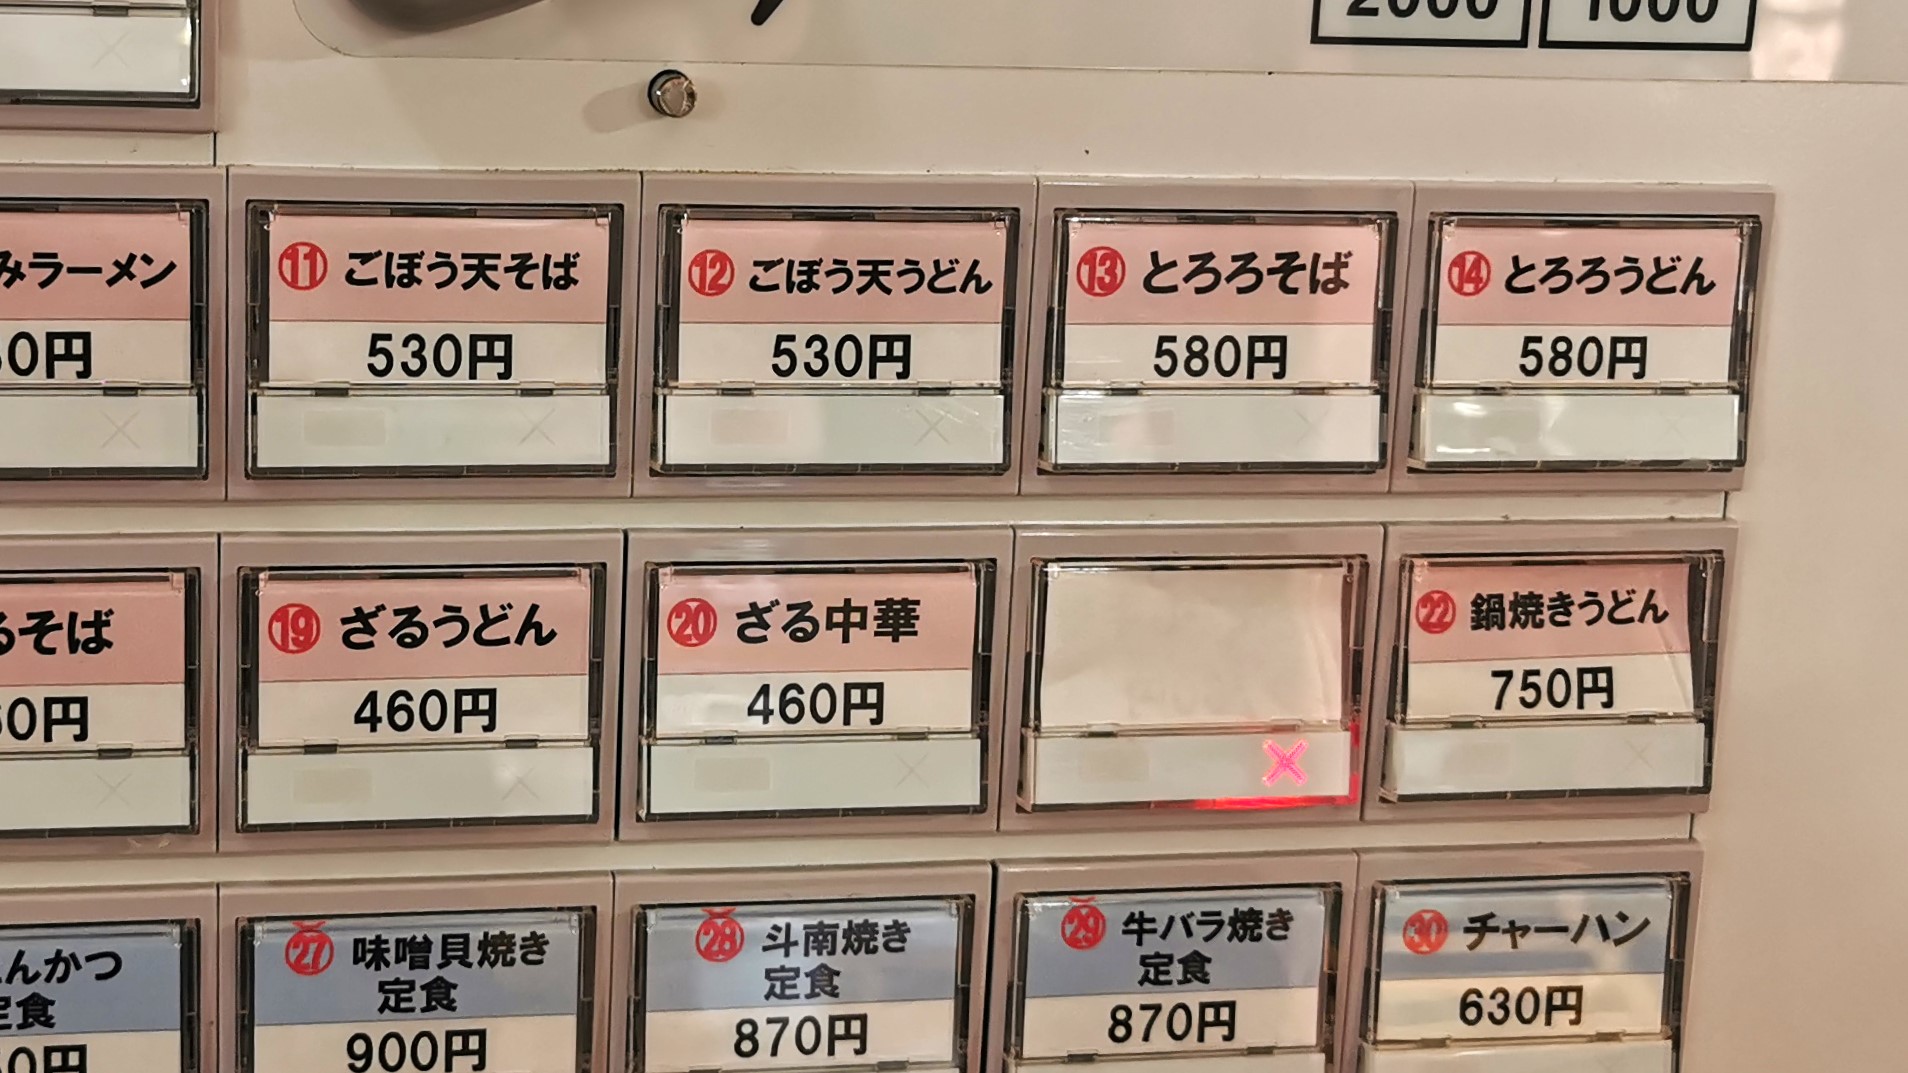 2000 1000
みラーメン
0円
⑪ ごぼう天そば
530円
⑫ ごぼう天うどん
530円
⑬ とろろそば
580円
⑭ とろろうどん
580円
るそば
60円
⑲ ざるうどん
460円
⑳ ざる中華
460円
㉒ 鍋焼きうどん
750円
んかつ
定食
0円
㉗ 味噌貝焼き
定食
900円
㉘ 斗南焼き
定食
870円
㉙ 牛バラ焼き
定食
870円
㉚ チャーハン
630円